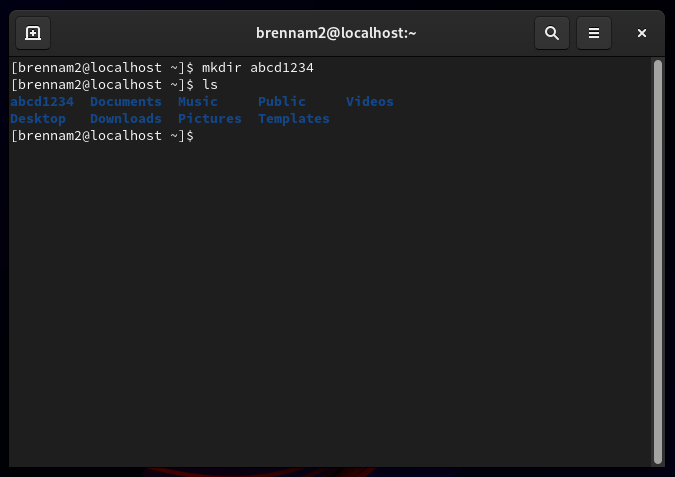 brennam2@localhost:~
[brennam2@localhost ~]$ mkdir abcd1234
[brennam2@localhost ~]$ ls
abcd1234  Documents  Music     Public     Videos
Desktop   Downloads  Pictures  Templates
[brennam2@localhost ~]$